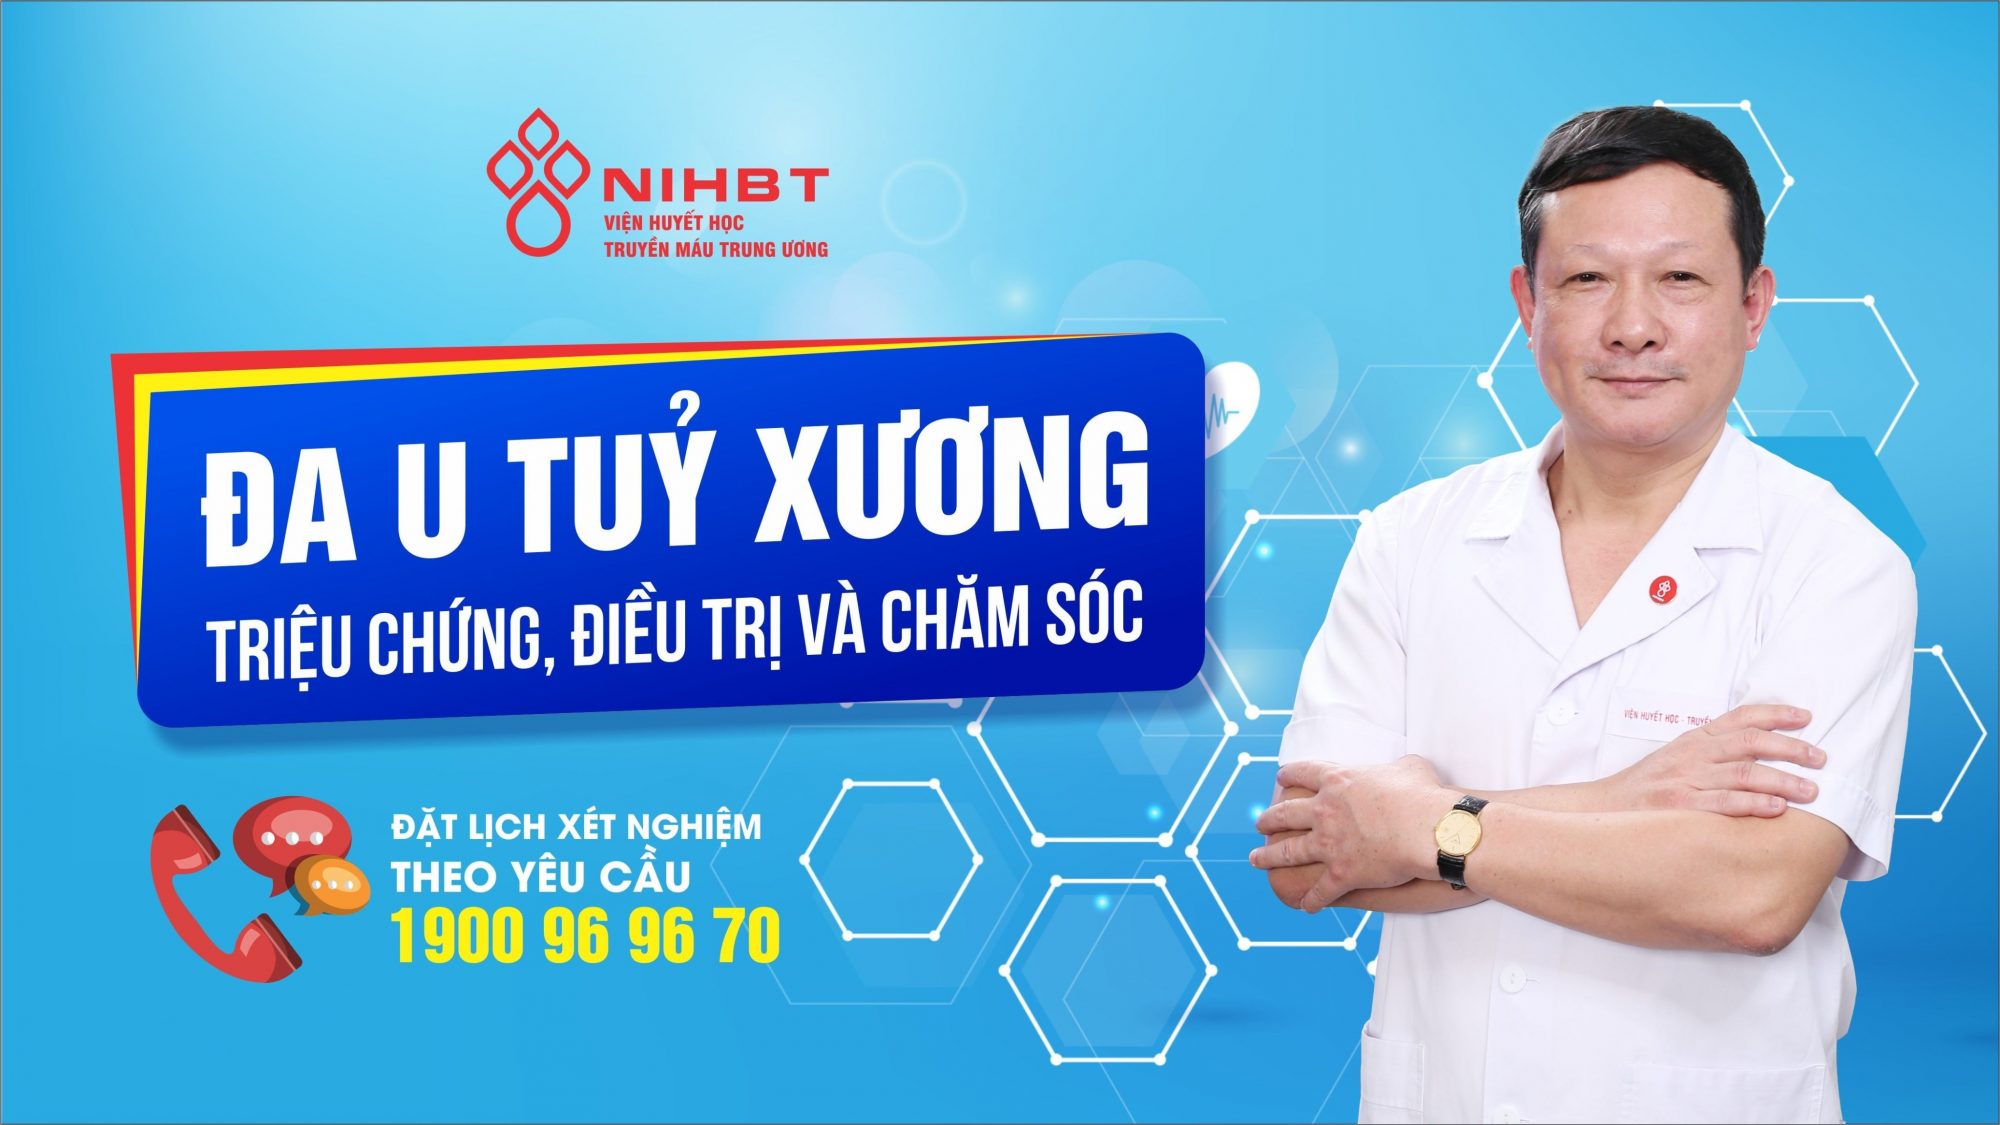 NIHBT
VIỆN HUYẾT HỌC
TRUYỀN MÁU TRUNG ƯƠNG
ĐA U TUỶ XƯƠNG
TRIỆU CHỨNG, ĐIỀU TRỊ VÀ CHĂM SÓC
ĐẶT LỊCH XÉT NGHIỆM
THEO YÊU CẦU
1900 96 96 70
VIỆN HUYẾT HỌC - TRUYỀN